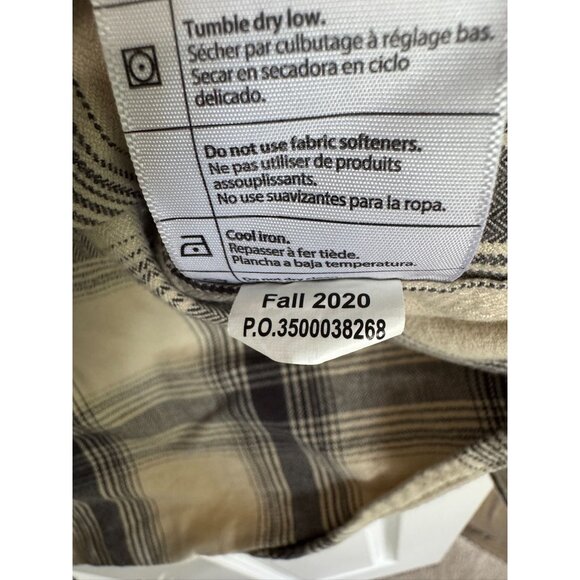 Tumble dry low.
Sécher par culbutage à réglage bas.
Secar en secadora en ciclo
delicado.
Do not use fabric softeners.
Ne pas utiliser de produits
assouplissants.
No use suavizantes para la ropa.
Cool iron.
Repasser à fer tiède.
Plancha a baja temperatura.
Fall 2020
P.O.3500038268